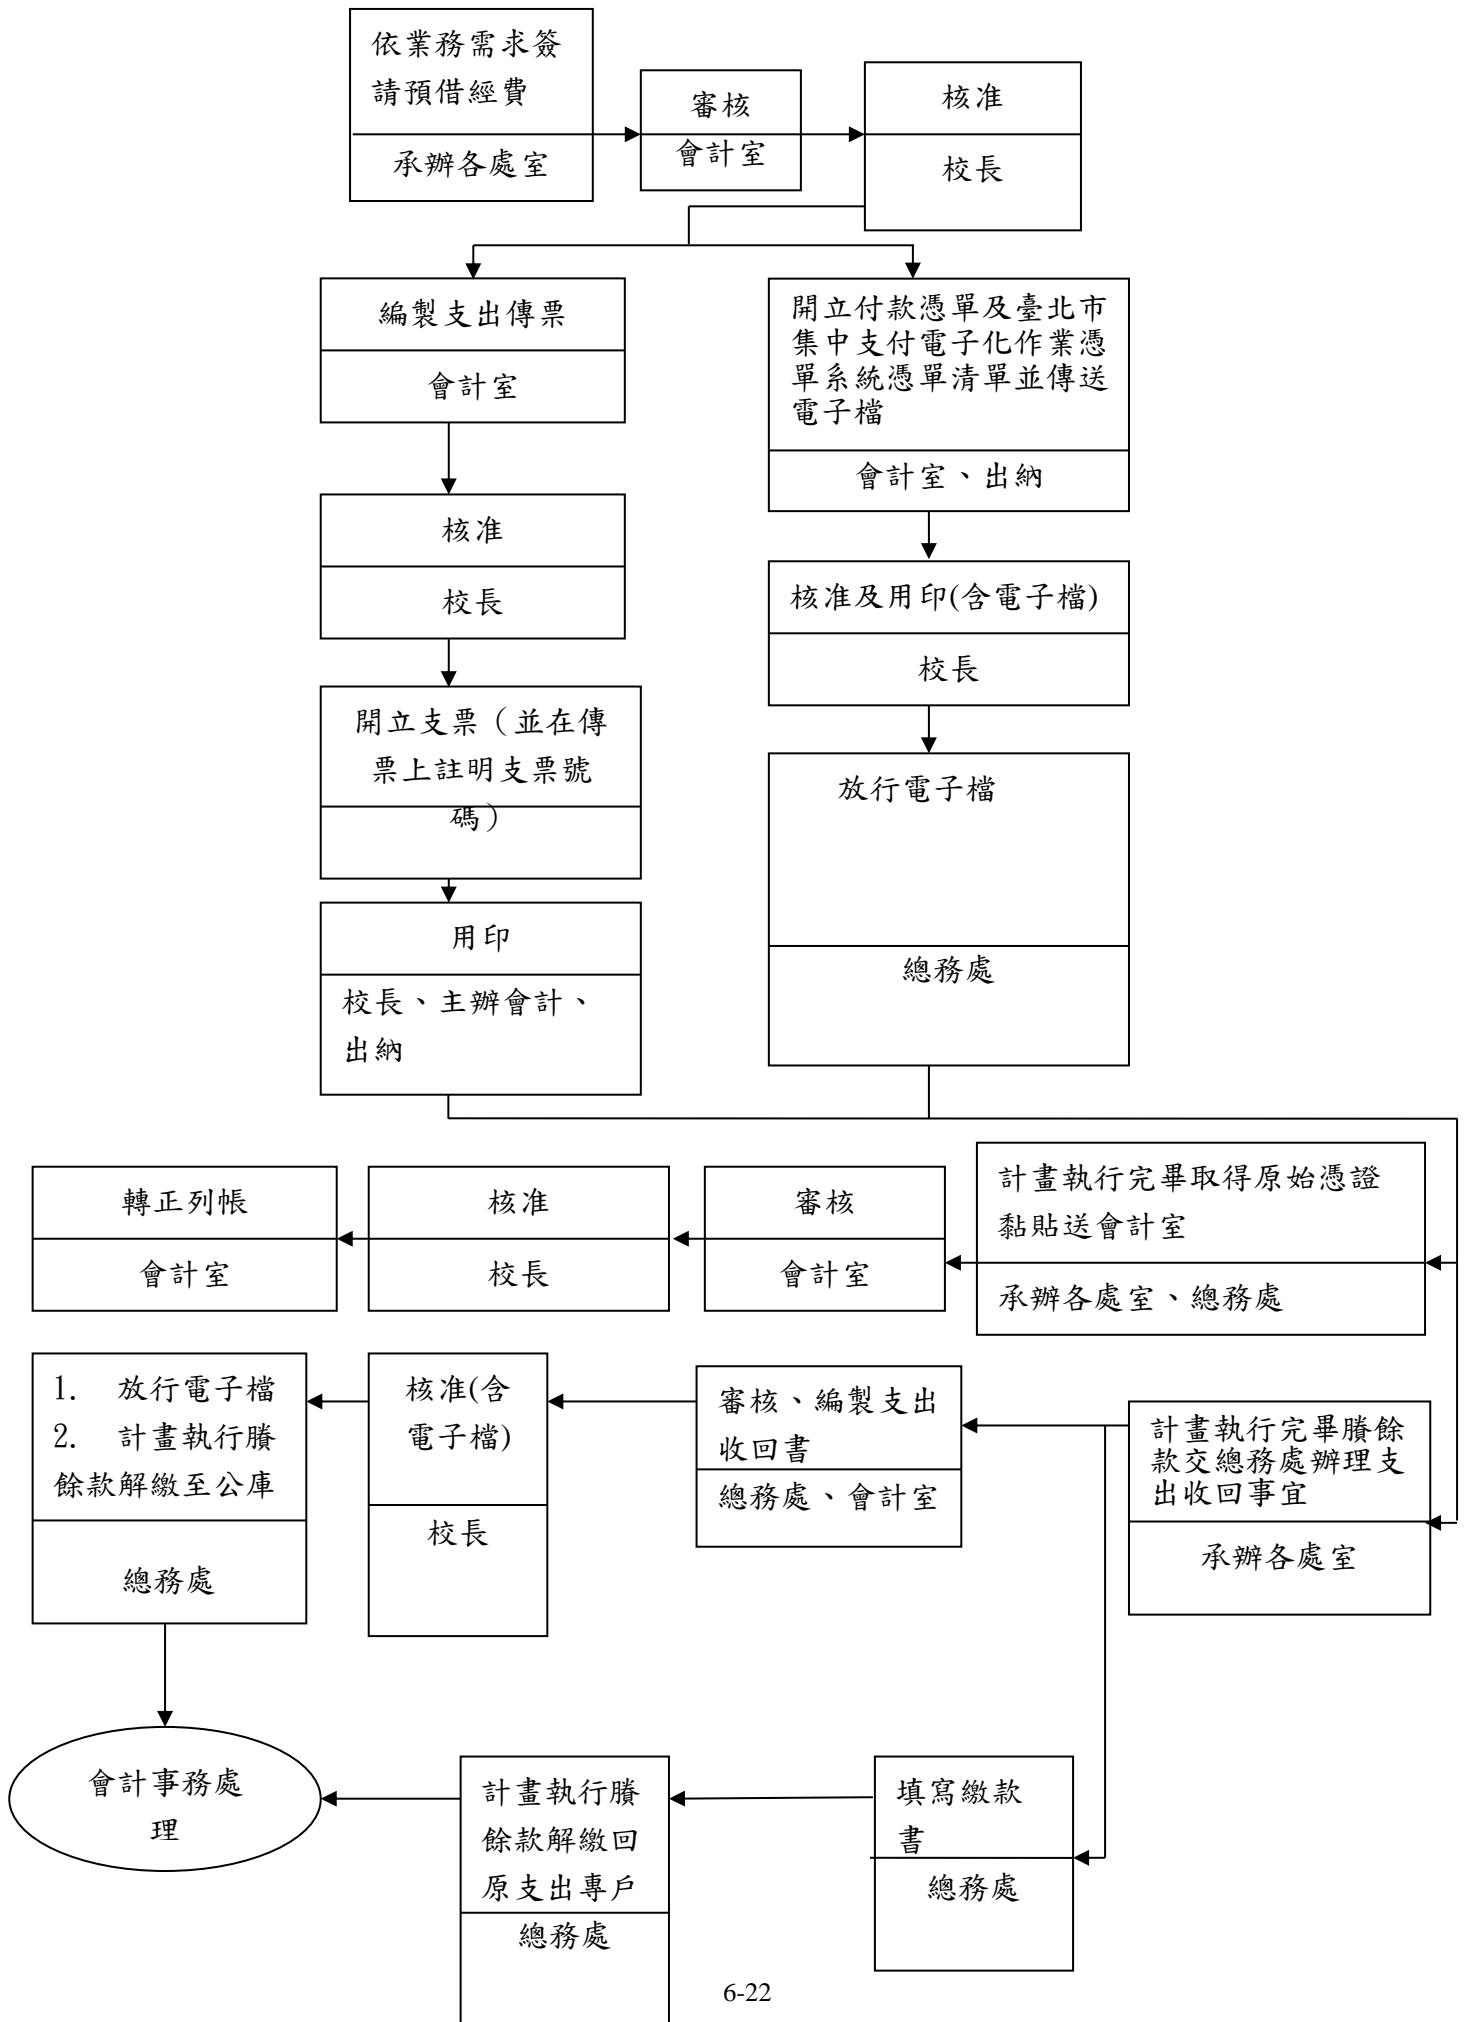 依業務需求簽
請預借經費
承辦各處室
審核
會計室
核准
校長
編製支出傳票
會計室
開立付款憑單及臺北市
集中支付電子化作業憑
單系統憑單清單並傳送
電子檔
會計室、出納
核准
校長
核准及用印(含電子檔)
校長
開立支票（並在傳
票上註明支票號
碼）
放行電子檔
總務處
用印
校長、主辦會計、
出納
計畫執行完畢取得原始憑證
黏貼送會計室
承辦各處室、總務處
審核
會計室
核准
校長
轉正列帳
會計室
計畫執行完畢賸餘
款交總務處辦理支
出收回事宜
承辦各處室
審核、編製支出
收回書
總務處、會計室
核准(含
電子檔)
校長
1. 放行電子檔
2. 計畫執行賸
餘款解繳至公庫
總務處
填寫繳款
書
總務處
計畫執行賸
餘款解繳回
原支出專戶
總務處
會計事務處
理
6-22